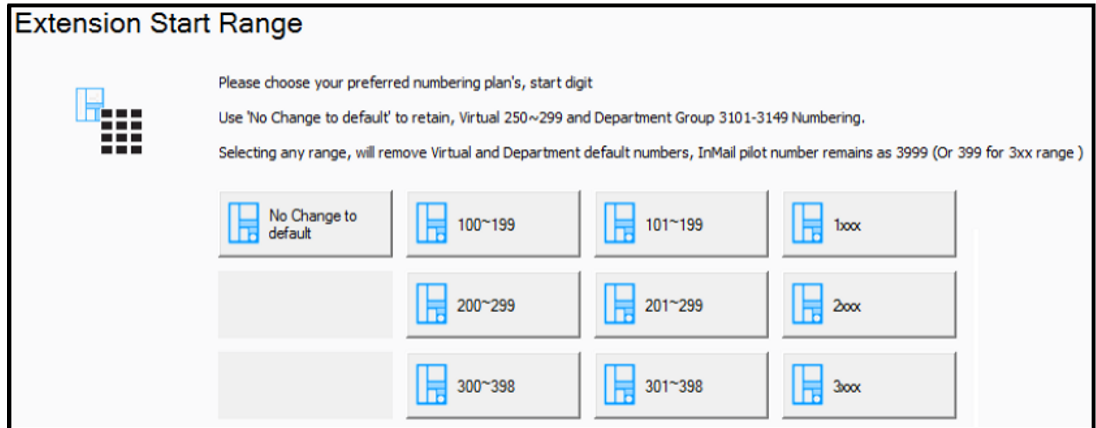 Extension Start Range
Please choose your preferred numbering plan's, start digit
Use 'No Change to default' to retain, Virtual 250~299 and Department Group 3101-3149 Numbering.
Selecting any range, will remove Virtual and Department default numbers, InMail pilot number remains as 3999 (Or 399 for 3xx range )
No Change to
default
100~199
101~199
1xxx
200~299
201~299
2xxx
300~398
301~398
3xxx